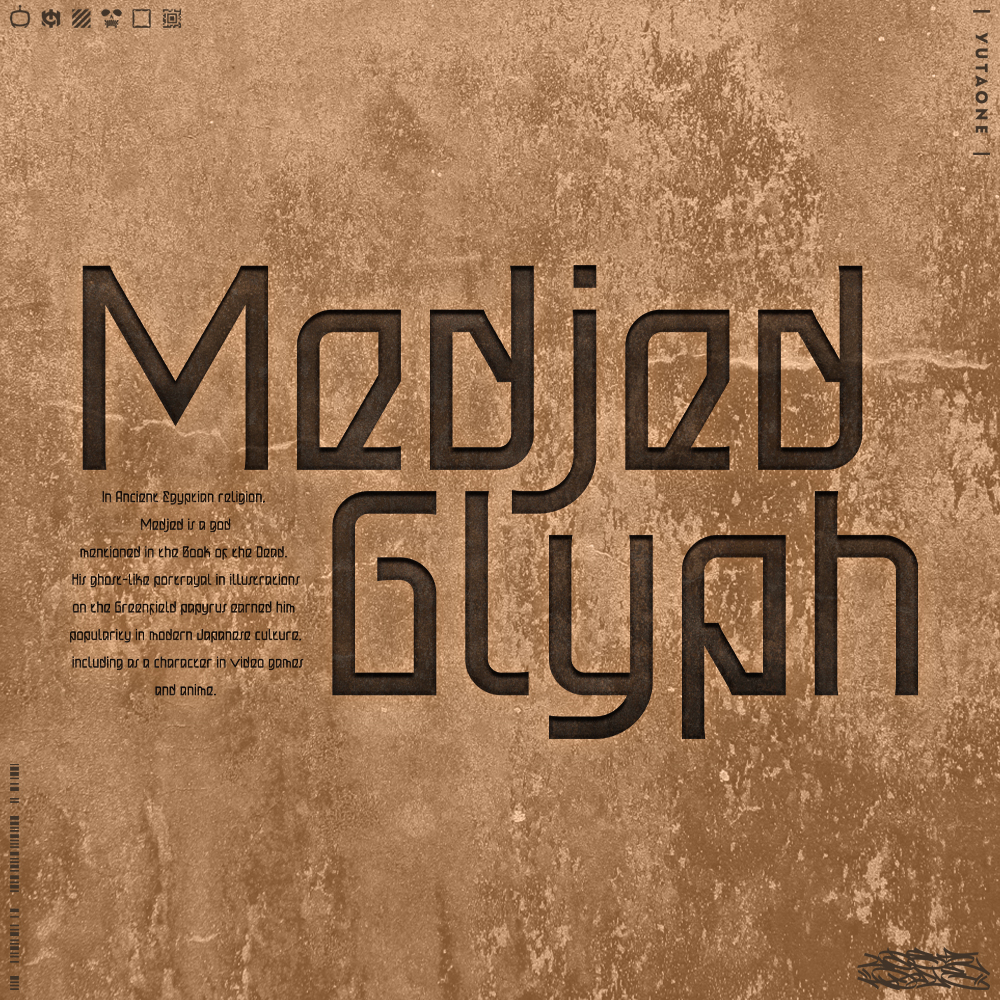 | YUTAONE |
Medjed
Glyph
In Ancient Egyptian religion,
Medjed is a god
mentioned in the Book of the Dead.
His ghost-like portrayal in illustrations
on the Greenfield papyrus earned him
popularity in modern Japanese culture,
including as a character in video games
and anime.